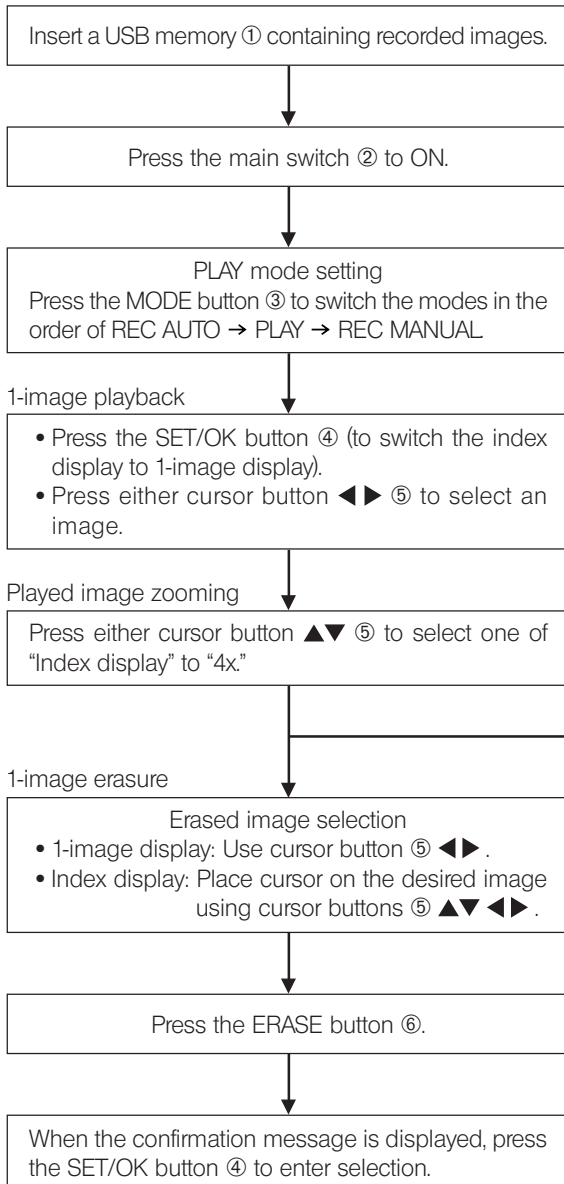 Insert a USB memory ① containing recorded images.
Press the main switch ② to ON.
PLAY mode setting
Press the MODE button ③ to switch the modes in the
order of REC AUTO → PLAY → REC MANUAL.
1-image playback
• Press the SET/OK button ④ (to switch the index
display to 1-image display).
• Press either cursor button ◀ ▶ ⑤ to select an
image.
Played image zooming
Press either cursor button ▲▼ ⑤ to select one of
“Index display” to “4x.”
1-image erasure
Erased image selection
• 1-image display: Use cursor button ⑤ ◀▶ .
• Index display: Place cursor on the desired image
using cursor buttons ⑤ ▲▼ ◀▶ .
Press the ERASE button ⑥.
When the confirmation message is displayed, press
the SET/OK button ④ to enter selection.